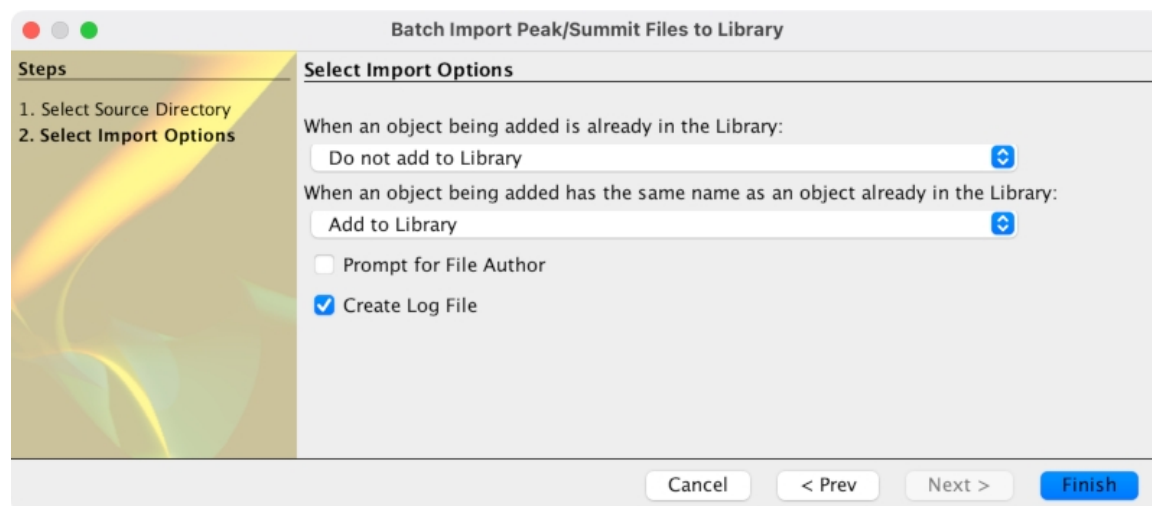 Batch Import Peak/Summit Files to Library
Steps
1. Select Source Directory
2. Select Import Options
Select Import Options
When an object being added is already in the Library:
Do not add to Library
When an object being added has the same name as an object already in the Library:
Add to Library
Prompt for File Author
Create Log File
Cancel
< Prev
Next >
Finish